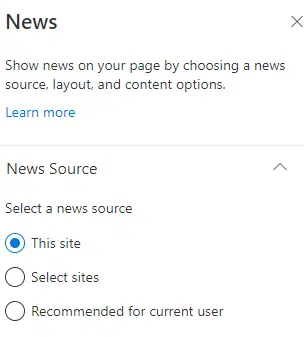 News
Show news on your page by choosing a news
source, layout, and content options.
Learn more
News Source
Select a news source
This site
Select sites
Recommended for current user